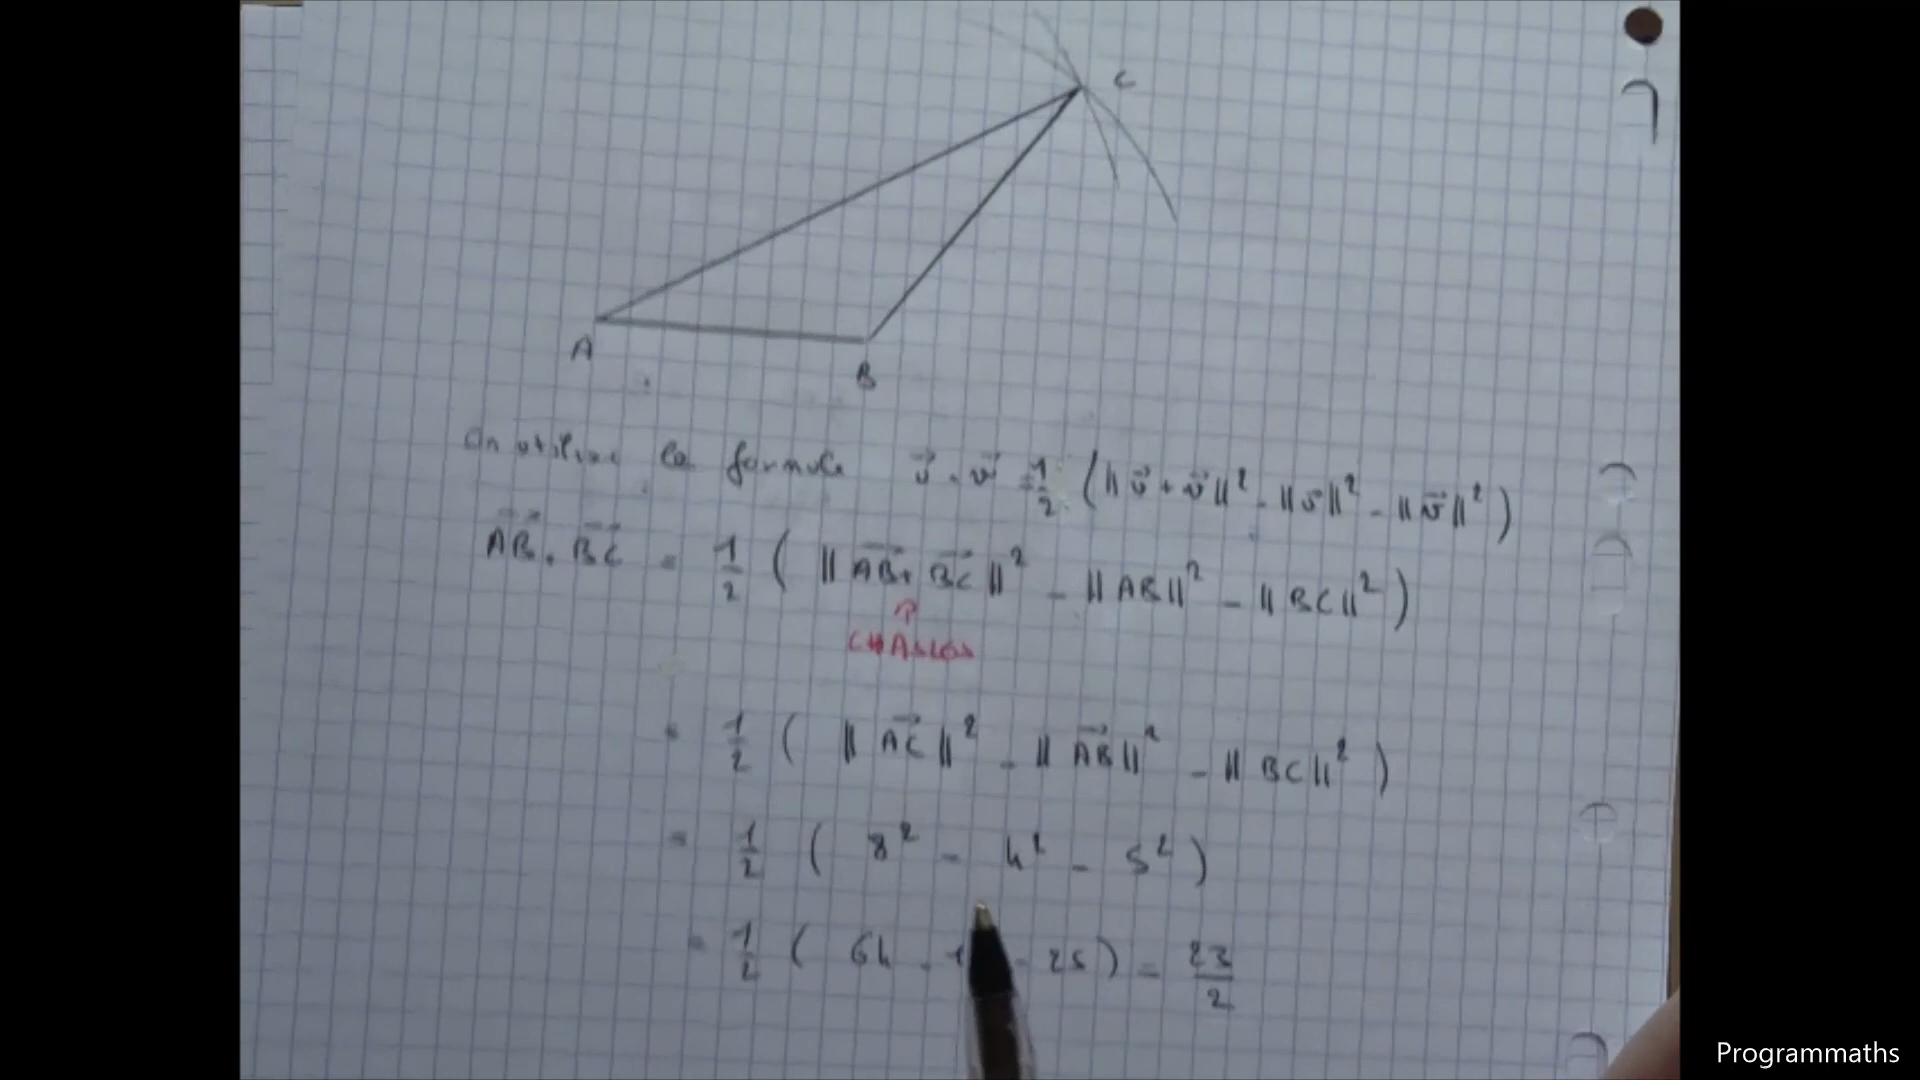 C
A
B
On utilise la formule u⃗ . v⃗ = 1/2 (||u⃗ + v⃗||² - ||u⃗||² - ||v⃗||²)
AB⃗ . BC⃗ = 1/2 ( ||AB⃗ + BC⃗||² - ||AB||² - ||BC||² )
↑
CHASLES
= 1/2 ( ||AC⃗||² - ||AB⃗||² - ||BC||² )
= 1/2 ( 8² - 4² - 5² )
= 1/2 ( 64 - 1 - 25 ) = 23/2
Programmaths